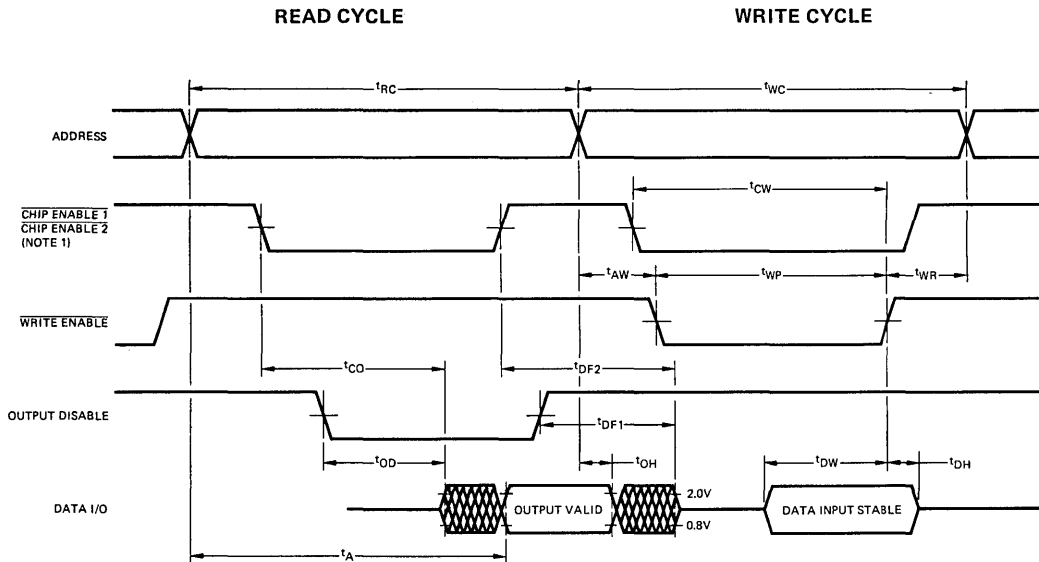 READ CYCLE
WRITE CYCLE
tRC
tWC
ADDRESS
tCW
CHIP ENABLE 1
CHIP ENABLE 2
(NOTE 1)
tAW
tWP
tWR
WRITE ENABLE
tCO
tDF2
OUTPUT DISABLE
tDF1
tOD
tOH
tDW
tDH
DATA I/O
OUTPUT VALID
2.0V
0.8V
DATA INPUT STABLE
tA